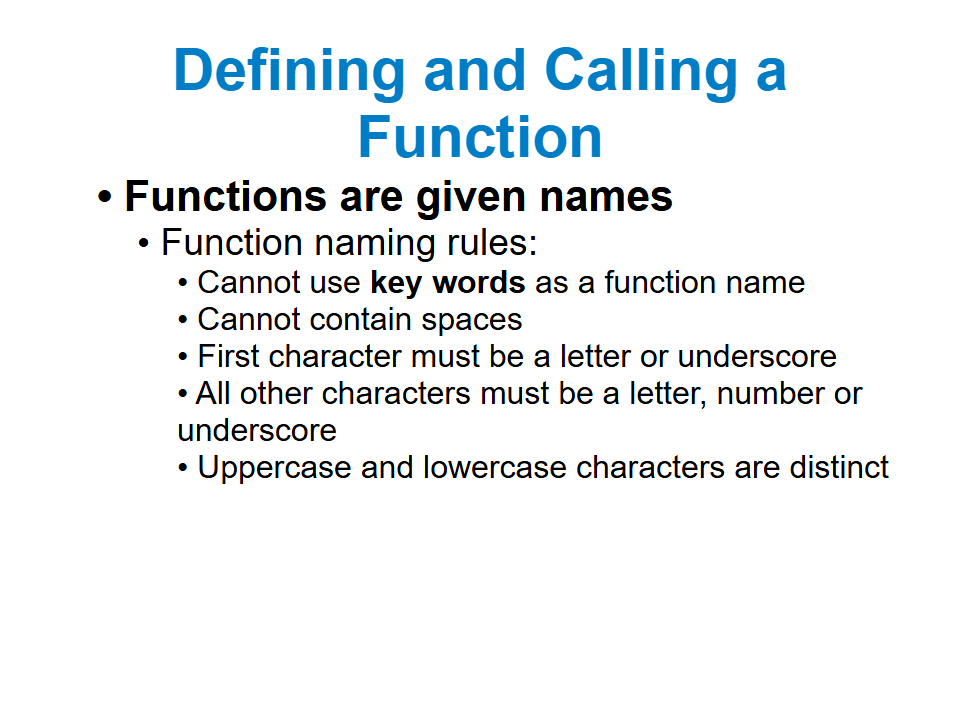 Defining and Calling a
Function
• Functions are given names
• Function naming rules:
• Cannot use key words as a function name
• Cannot contain spaces
• First character must be a letter or underscore
• All other characters must be a letter, number or
underscore
• Uppercase and lowercase characters are distinct